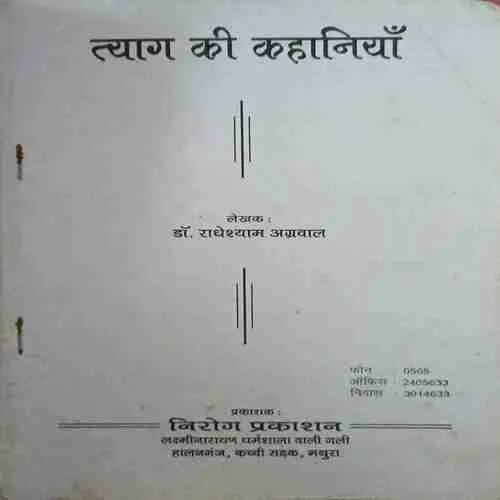 त्याग की कहानियाँ
लेखक :
डॉ. राधेश्याम अग्रवाल
फोन : 0565
ऑफिस : 2405633
निवास : 3014633
प्रकाशक :
निरोग प्रकाशन
लक्ष्मीनारायण धर्मशाला वाली गली
हालनगंज, कच्ची सड़क, मथुरा